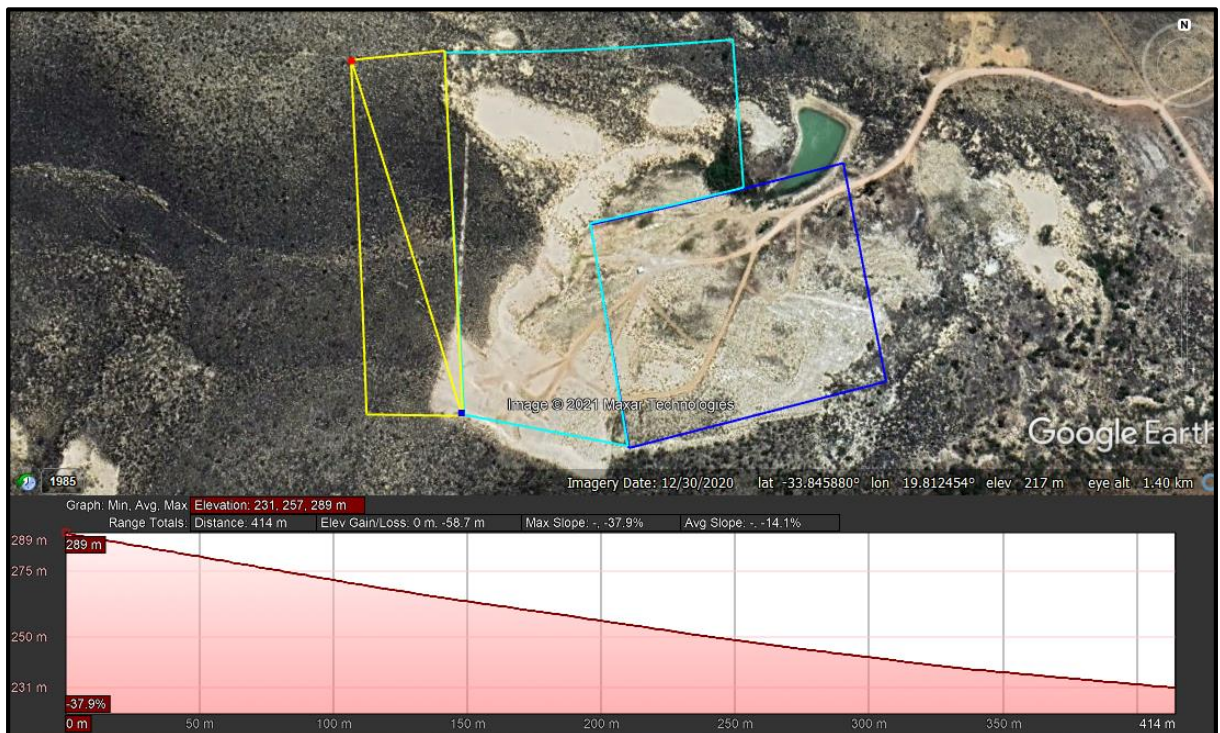 N
Image © 2021 Maxar Technologies
Google Earth
1985
Imagery Date: 12/30/2020 lat -33.845880° lon 19.812454° elev 217 m eye alt 1.40 km
Graph: Min, Avg, Max Elevation: 231, 257, 289 m
Range Totals: Distance: 414 m Elev Gain/Loss: 0 m, -58.7 m Max Slope: -, -37.9% Avg Slope: -, -14.1%
289 m
289 m
275 m
250 m
231 m
-37.9%
0 m 50 m 100 m 150 m 200 m 250 m 300 m 350 m 414 m